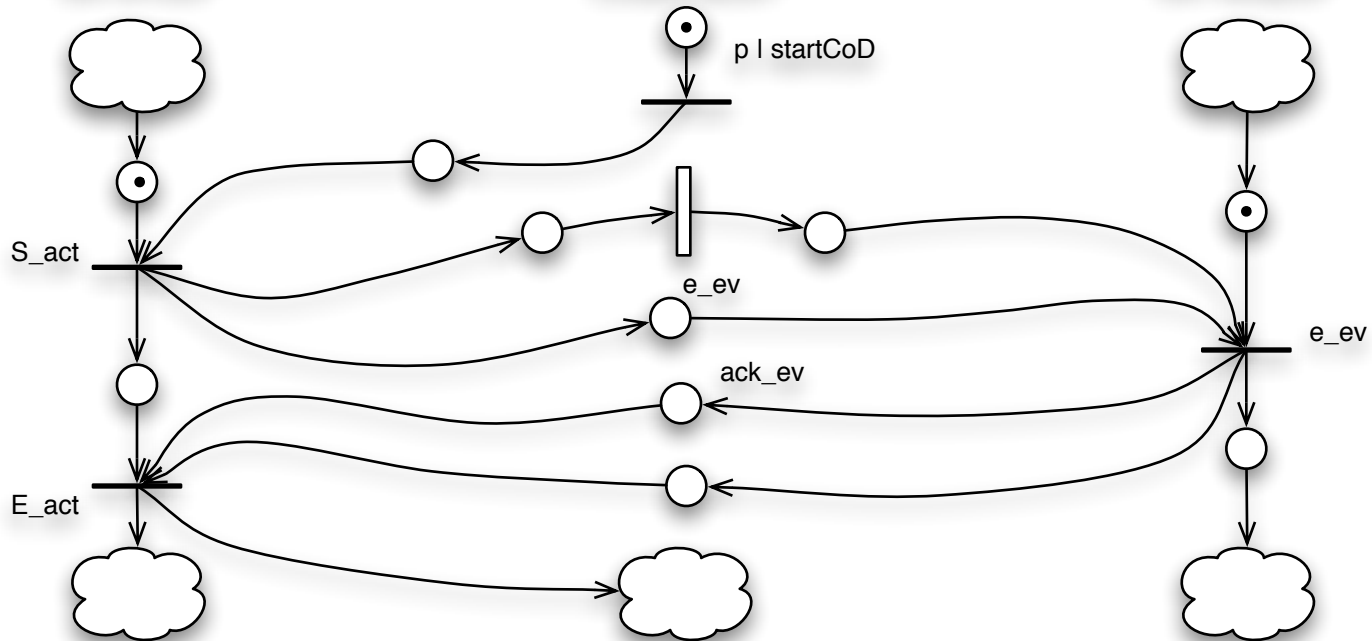 p | startCoD
S_act
e_ev
e_ev
ack_ev
E_act